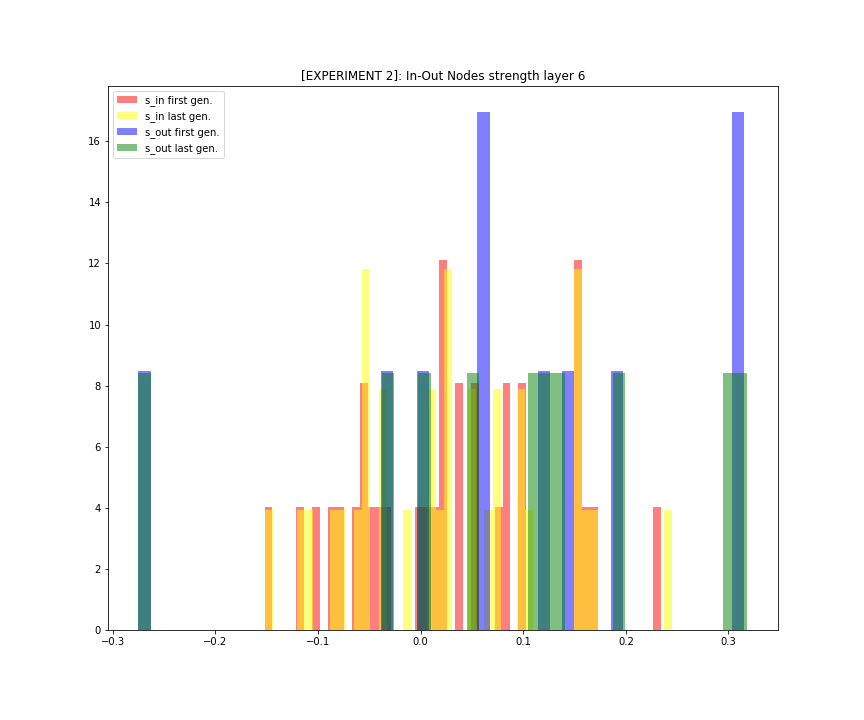 [EXPERIMENT 2]: In-Out Nodes strength layer 6
s_in first gen.
s_in last gen.
s_out first gen.
s_out last gen.
16
14
12
10
8
6
4
2
0
−0.3 −0.2 −0.1 0.0 0.1 0.2 0.3